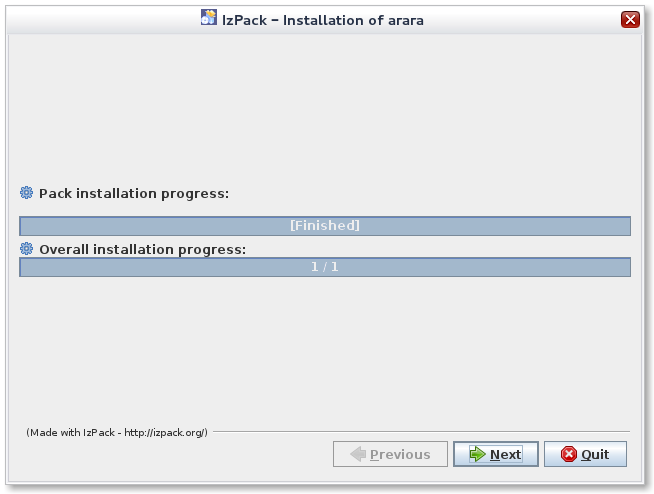 IzPack – Installation of arara
Pack installation progress:
[Finished]
Overall installation progress:
1 / 1
(Made with IzPack - http://izpack.org/)
Previous
Next
Quit